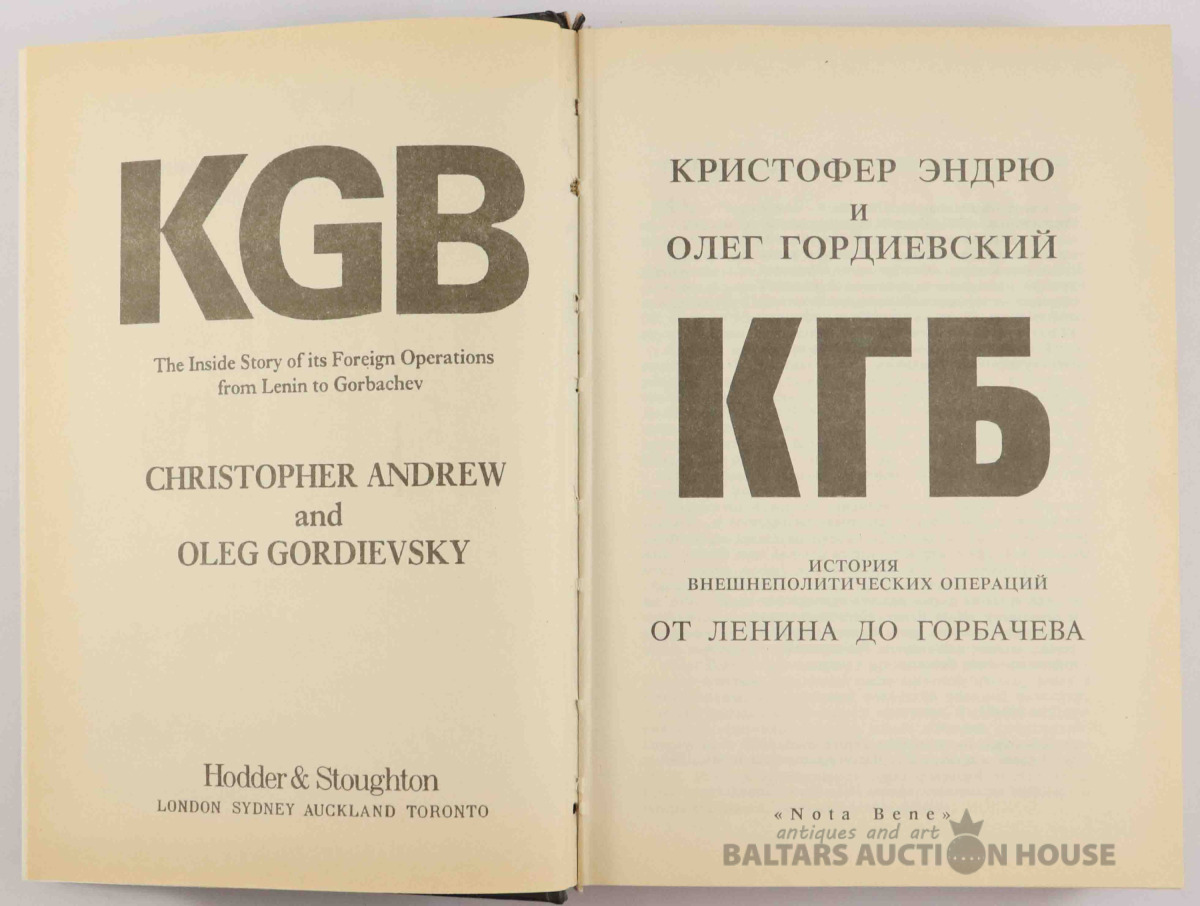 KGB
The Inside Story of its Foreign Operations
from Lenin to Gorbachev
CHRISTOPHER ANDREW
and
OLEG GORDIEVSKY
Hodder & Stoughton
LONDON SYDNEY AUCKLAND TORONTO
КРИСТОФЕР ЭНДРЮ
И
ОЛЕГ ГОРДИЕВСКИЙ
КГБ
ИСТОРИЯ
ВНЕШНЕПОЛИТИЧЕСКИХ ОПЕРАЦИЙ
ОТ ЛЕНИНА ДО ГОРБАЧЕВА
«Nota Bene»
antiques and art
BALTARS AUCTION HOUSE